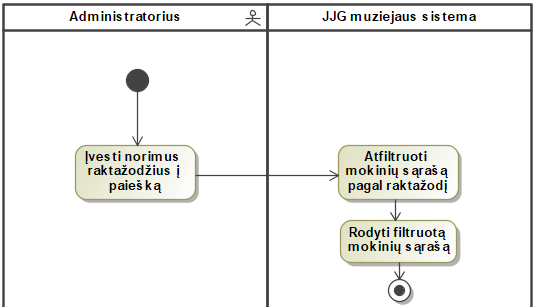 Administratorius
JJG muziejaus sistema
Įvesti norimus
raktažodžius į
paiešką
Atfiltruoti
mokinių sąrašą
pagal raktažodį
Rodyti filtruotą
mokinių sąrašą